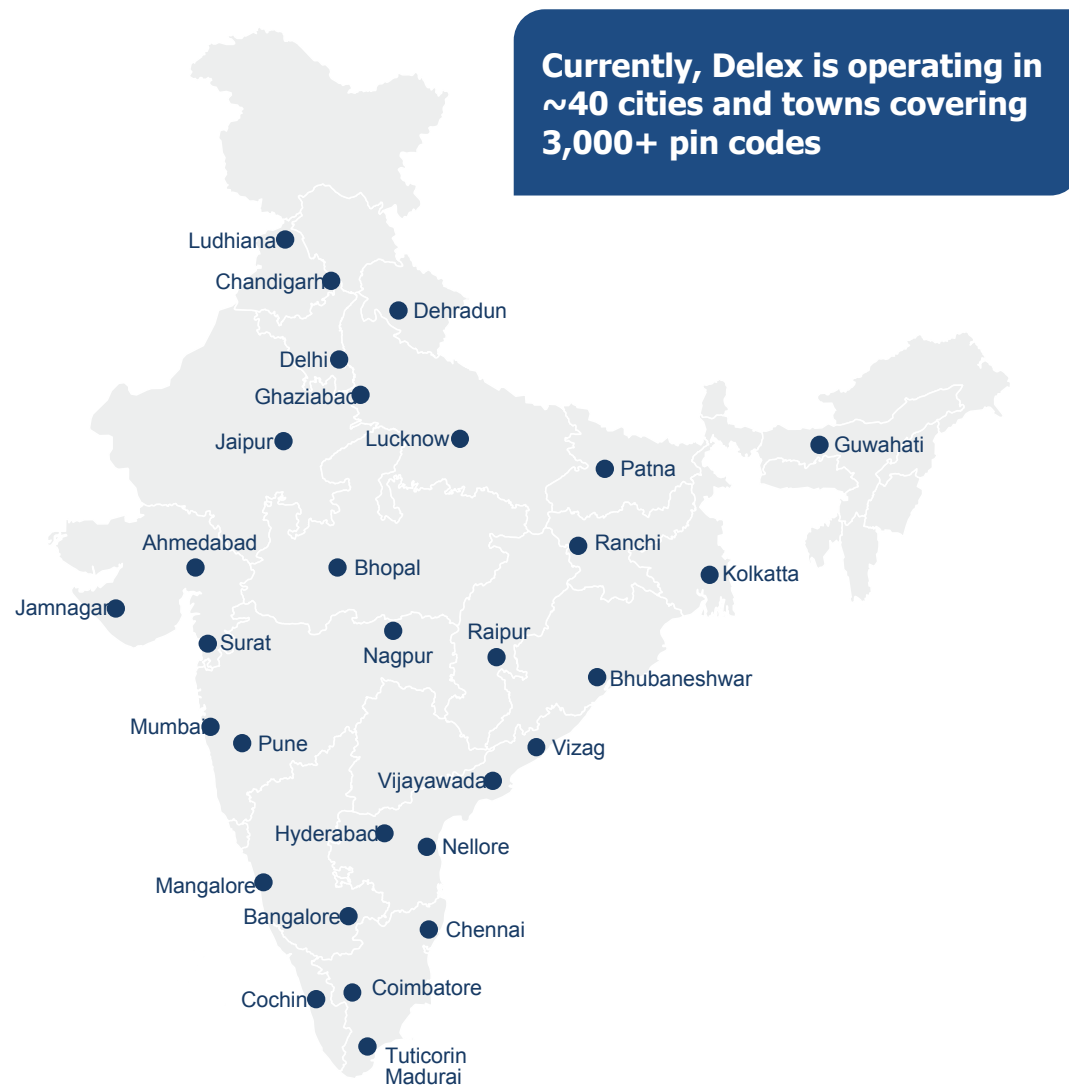 Currently, Delex is operating in
~40 cities and towns covering
3,000+ pin codes
Ludhiana
Chandigarh
Dehradun
Delhi
Ghaziabad
Jaipur
Lucknow
Guwahati
Patna
Ahmedabad
Ranchi
Bhopal
Kolkatta
Jamnagar
Surat
Raipur
Nagpur
Bhubaneshwar
Mumbai
Pune
Vizag
Vijayawada
Hyderabad
Nellore
Mangalore
Bangalore
Chennai
Coimbatore
Cochin
Tuticorin
Madurai